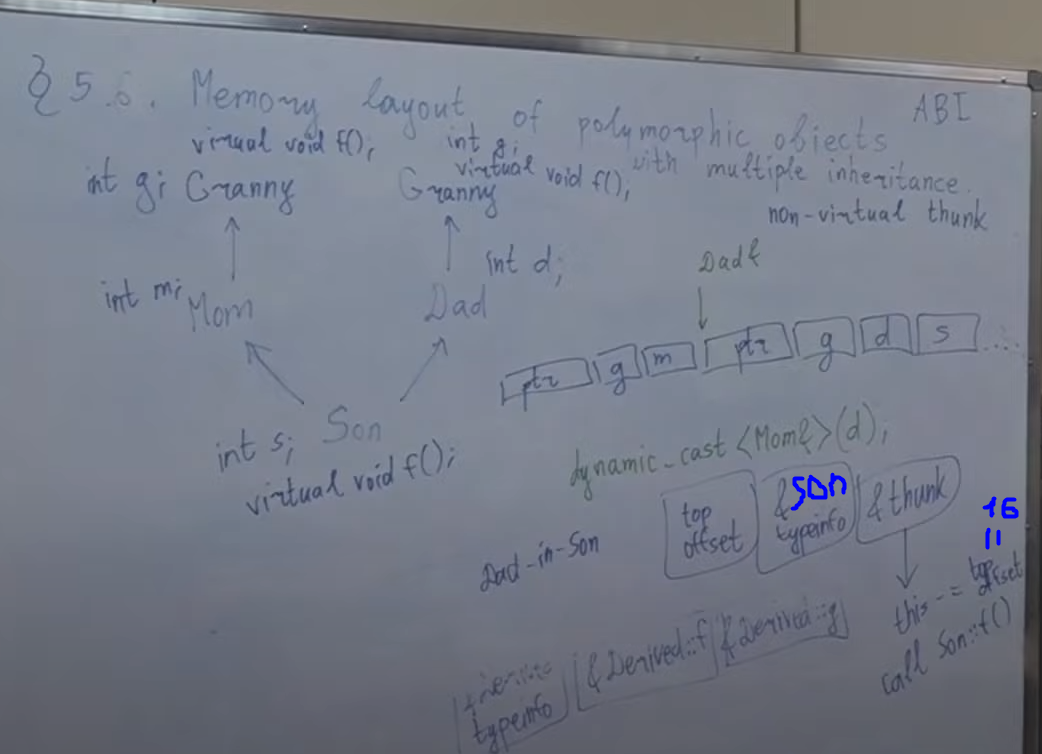 § 5.6. Memory layout of polymorphic objects
ABI
with multiple inheritance.
non-virtual thunk
virtual void f();
int g; Granny
int g;
virtual void f();
Granny
int m; Mom
int d;
Dad
int s; Son
virtual void f();
Dad&
ptr g m ptr g d s ...
dynamic_cast <Mom&>(d);
Dad-in-Son
top offset
&Son typeinfo
&thunk
16
=
this -= top offset
call Son::f()
typeinfo
&Derived::f
&Derived::g